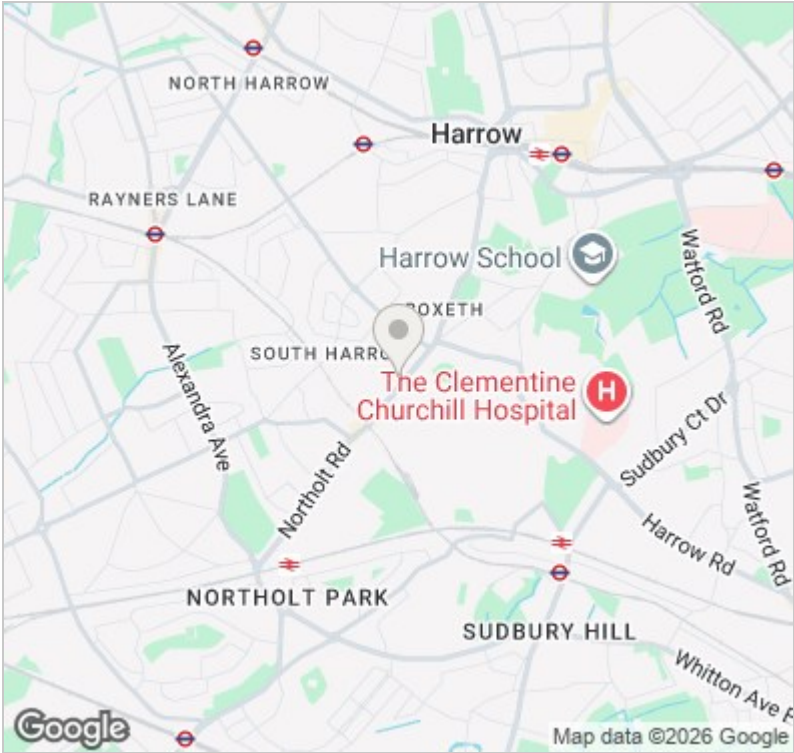 NORTH HARROW
Harrow
RAYNERS LANE
Watford Rd
Harrow School
ROXETH
SOUTH HARRO
Alexandra Ave
The Clementine
Churchill Hospital
H
Sudbury Ct Dr
Northolt Rd
Watford Rd
Harrow Rd
NORTHOLT PARK
SUDBURY HILL
Whitton Ave
Google
Map data ©2026 Google